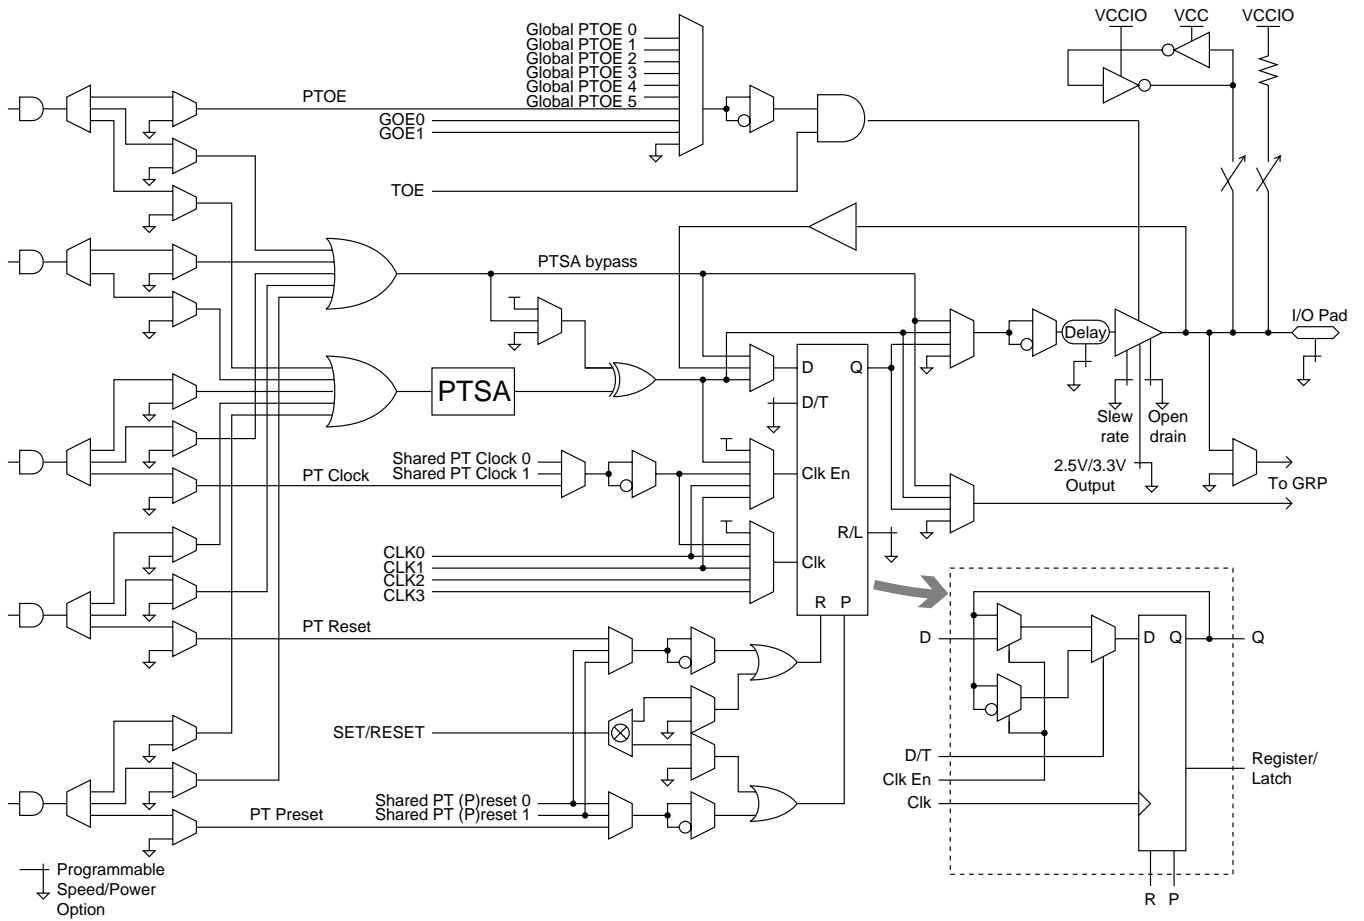 VCCIO
VCC
VCCIO
Global PTOE 0
Global PTOE 1
Global PTOE 2
Global PTOE 3
Global PTOE 4
Global PTOE 5
PTOE
GOE0
GOE1
TOE
PTSA bypass
I/O Pad
Delay
PTSA
D
Q
D/T
Slew
rate
Open
drain
Shared PT Clock 0
Shared PT Clock 1
PT Clock
Clk En
2.5V/3.3V
Output
To GRP
R/L
CLK0
CLK1
CLK2
CLK3
Clk
R
P
PT Reset
D
D
Q
Q
SET/RESET
D/T
Clk En
Clk
Register/
Latch
Shared PT (P)reset 0
Shared PT (P)reset 1
PT Preset
Programmable
Speed/Power
Option
R
P